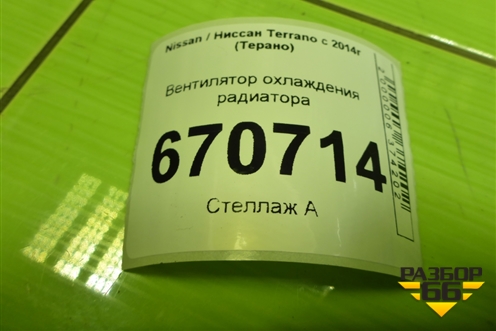 Nissan / Ниссан Terrano с 2014г
(Терано)
Вентилятор охлаждения
радиатора
670714
Стеллаж А
РАЗБОР
66